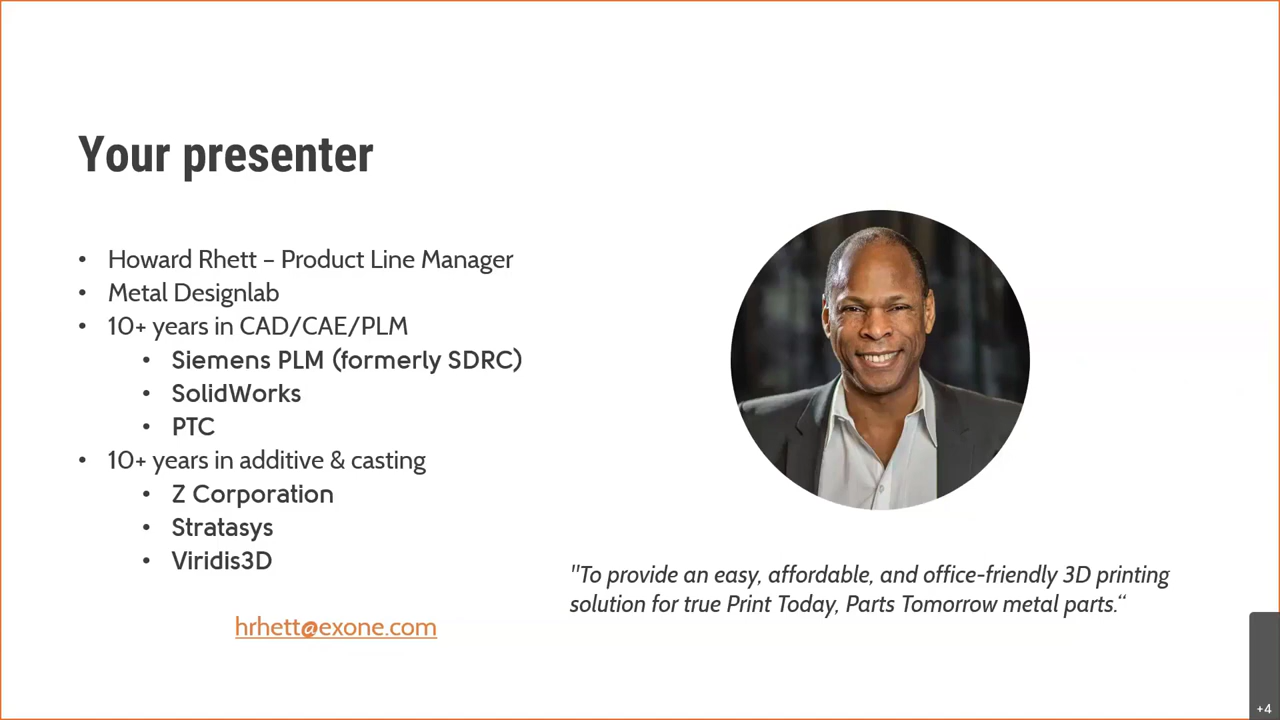 Your presenter
• Howard Rhett – Product Line Manager
• Metal Designlab
• 10+ years in CAD/CAE/PLM
• Siemens PLM (formerly SDRC)
• SolidWorks
• PTC
• 10+ years in additive & casting
• Z Corporation
• Stratasys
• Viridis3D
hrhett@exone.com
"To provide an easy, affordable, and office-friendly 3D printing
solution for true Print Today, Parts Tomorrow metal parts.“
+4